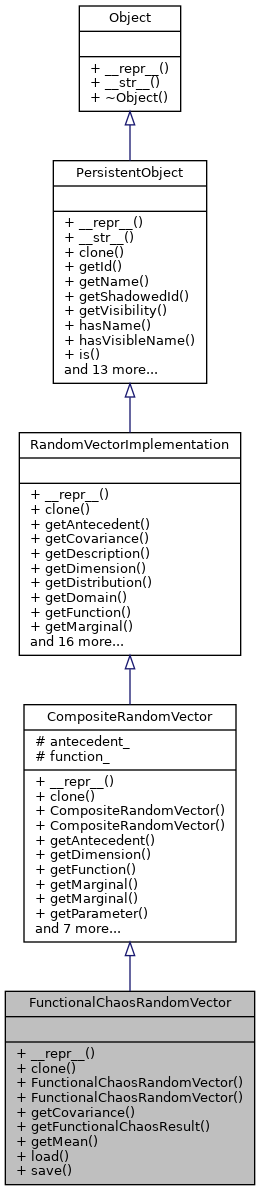 Object
+ __repr__()
+ __str__()
+ ~Object()
PersistentObject
+ __repr__()
+ __str__()
+ clone()
+ getId()
+ getName()
+ getShadowedId()
+ getVisibility()
+ hasName()
+ hasVisibleName()
+ is()
and 13 more...
RandomVectorImplementation
+ __repr__()
+ clone()
+ getAntecedent()
+ getCovariance()
+ getDescription()
+ getDimension()
+ getDistribution()
+ getDomain()
+ getFunction()
+ getMarginal()
and 16 more...
CompositeRandomVector
# antecedent_
# function_
+ __repr__()
+ clone()
+ CompositeRandomVector()
+ CompositeRandomVector()
+ getAntecedent()
+ getDimension()
+ getFunction()
+ getMarginal()
+ getMarginal()
+ getParameter()
and 7 more...
FunctionalChaosRandomVector
+ __repr__()
+ clone()
+ FunctionalChaosRandomVector()
+ FunctionalChaosRandomVector()
+ getCovariance()
+ getFunctionalChaosResult()
+ getMean()
+ load()
+ save()